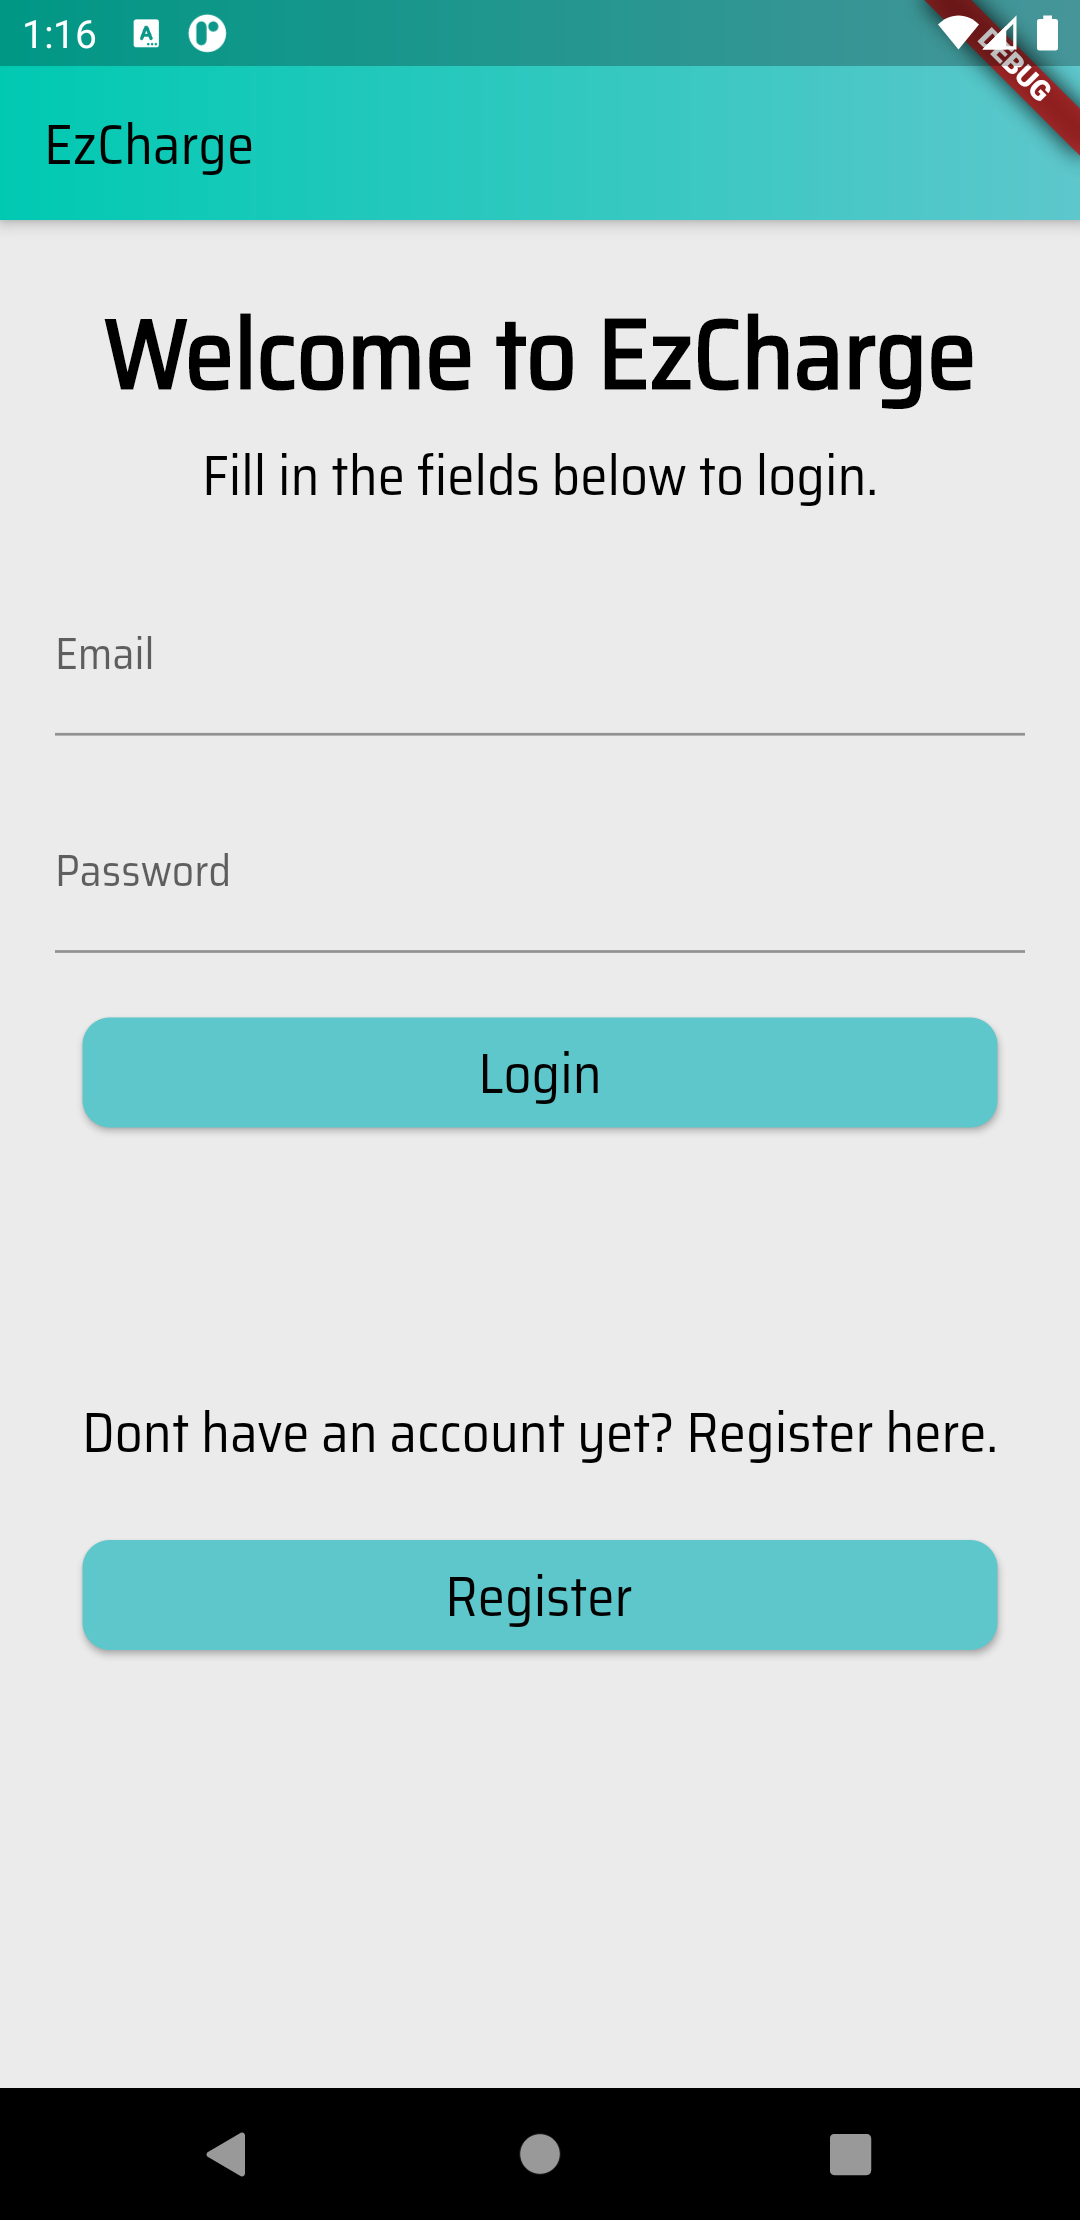 1:16
DEBUG
EzCharge
Welcome to EzCharge
Fill in the fields below to login.
Email
Password
Login
Dont have an account yet? Register here.
Register